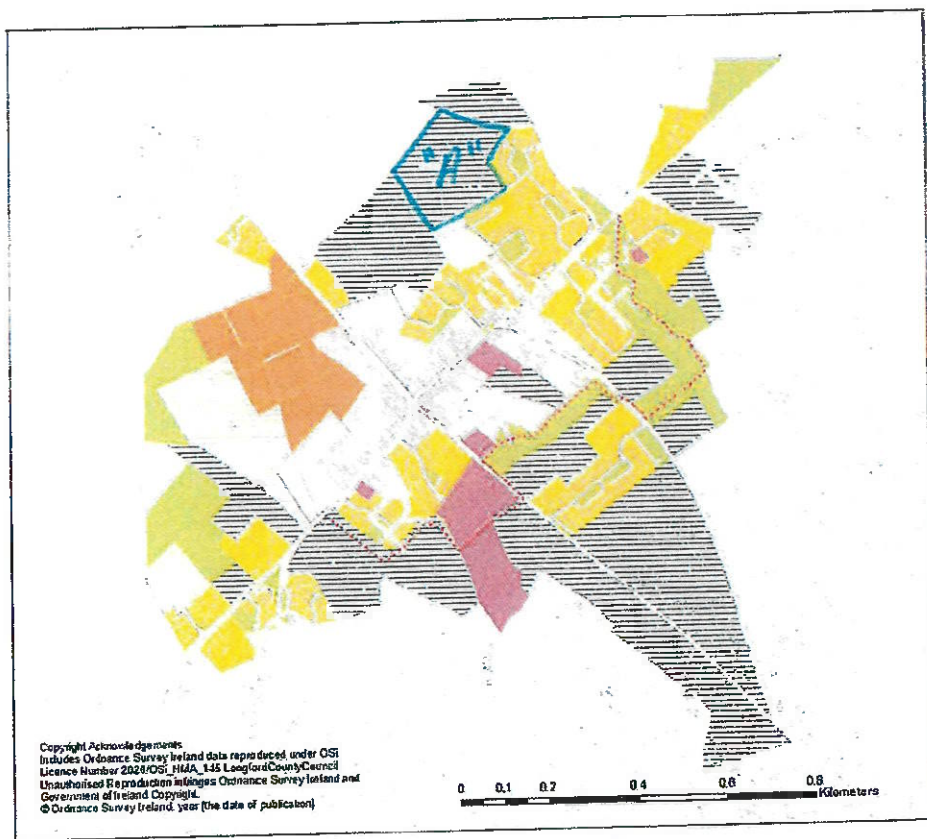 "A"
Copyright Acknowledgements
Includes Ordnance Survey Ireland data reproduced under OSi
Licence Number 2020/OSi_NMA_145 LongfordCountyCouncil
Unauthorised Reproduction infringes Ordnance Survey Ireland and
Government of Ireland Copyright.
© Ordnance Survey Ireland, year [the date of publication]
0 0.1 0.2 0.4 0.6 0.8
Kilometers